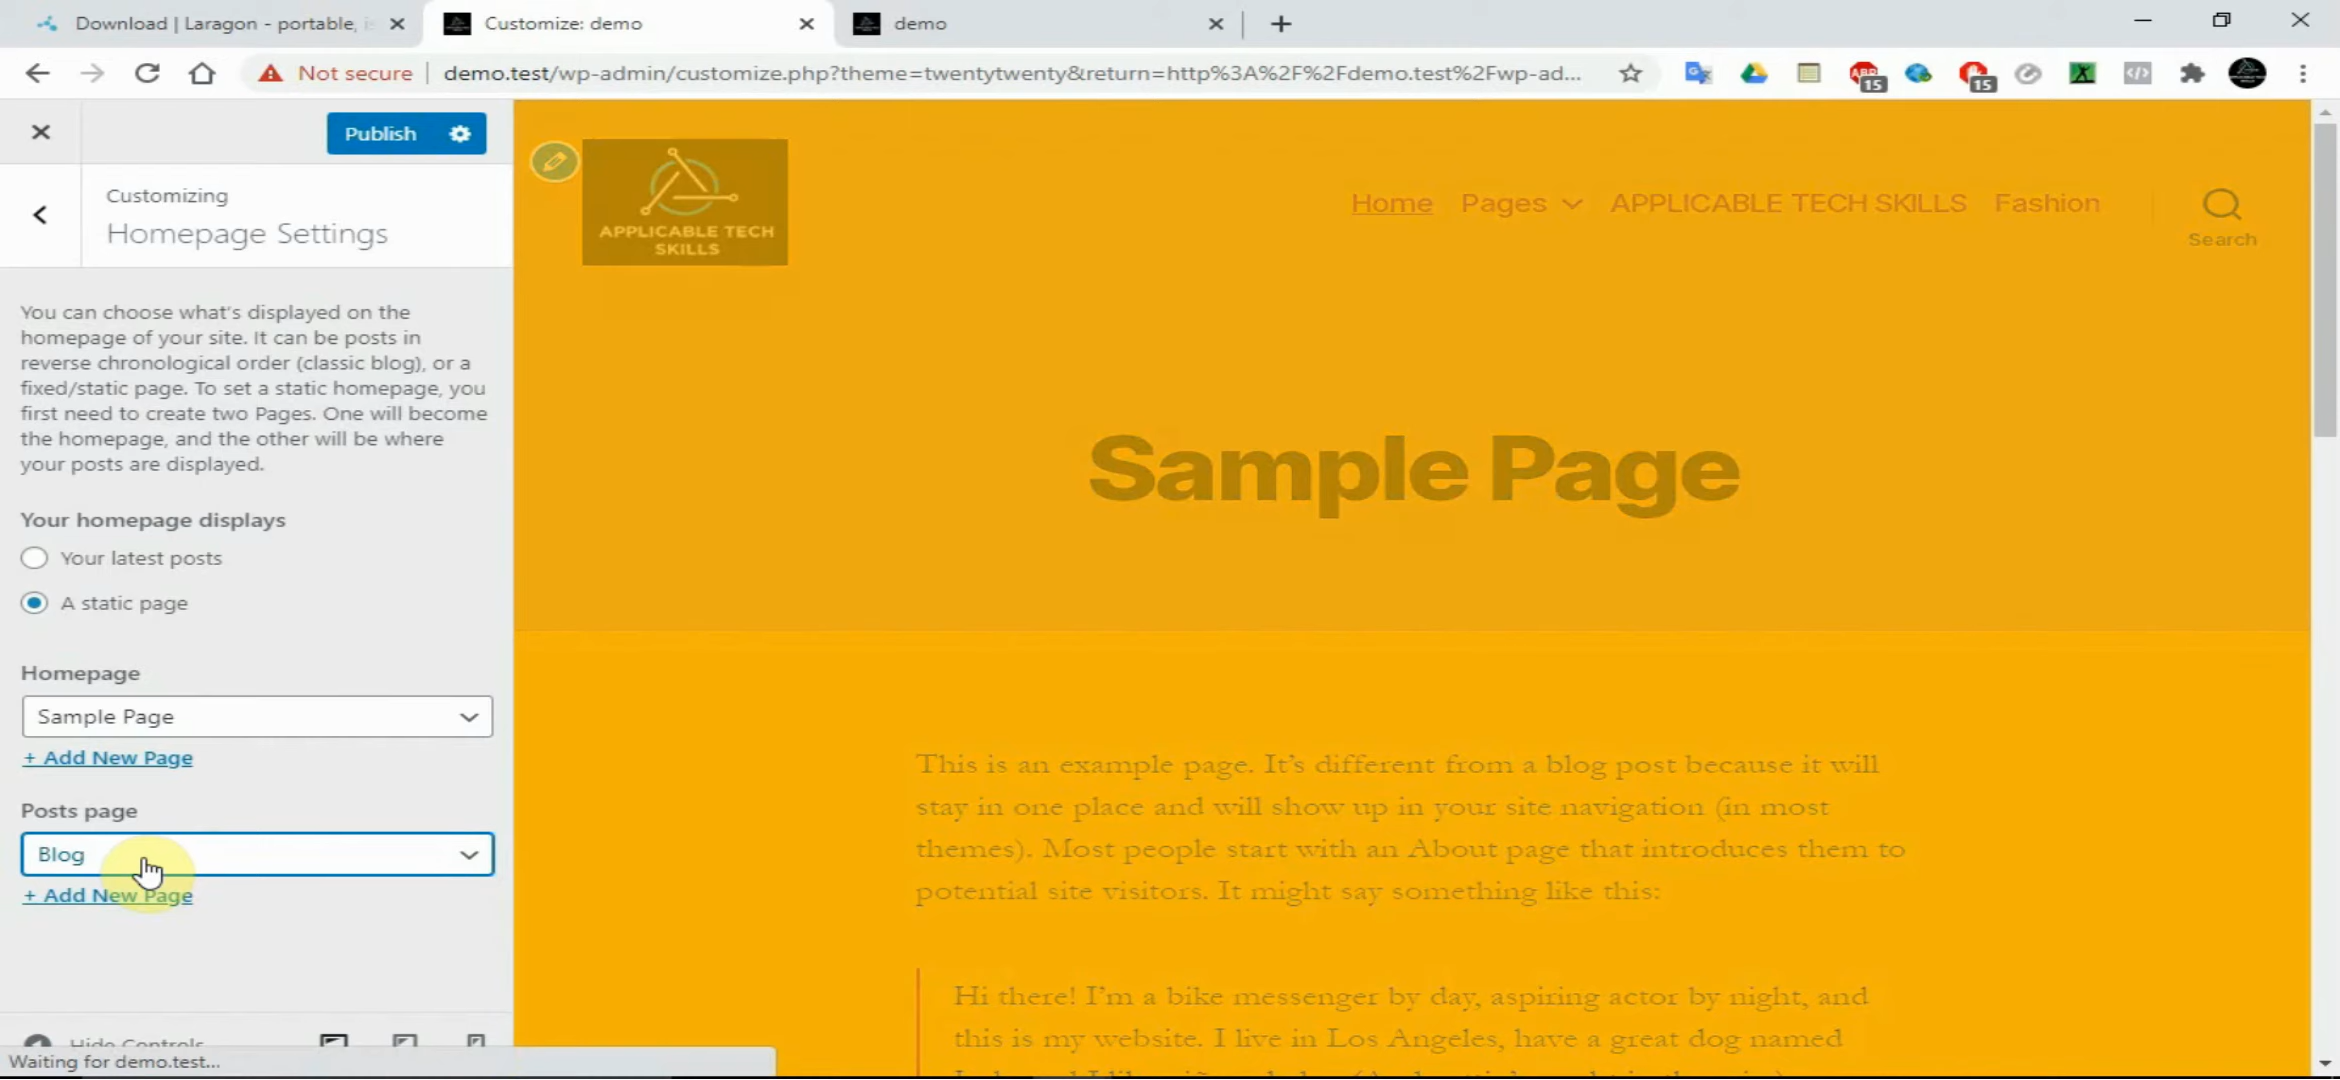 Download | Laragon - portable, is
Customize: demo
demo
Not secure
demo.test/wp-admin/customize.php?theme=twentytwenty&return=http%3A%2F%2Fdemo.test%2Fwp-ad...
ABP
15
15
Publish
Customizing
Homepage Settings
You can choose what's displayed on the
homepage of your site. It can be posts in
reverse chronological order (classic blog), or a
fixed/static page. To set a static homepage, you
first need to create two Pages. One will become
the homepage, and the other will be where
your posts are displayed.
Your homepage displays
Your latest posts
A static page
Homepage
Sample Page
+ Add New Page
Posts page
Blog
+ Add New Page
Hide Controls
Waiting for demo.test...
APPLICABLE TECH
SKILLS
Home Pages APPLICABLE TECH SKILLS Fashion
Search
Sample Page
This is an example page. It's different from a blog post because it will
stay in one place and will show up in your site navigation (in most
themes). Most people start with an About page that introduces them to
potential site visitors. It might say something like this:
Hi there! I'm a bike messenger by day, aspiring actor by night, and
this is my website. I live in Los Angeles, have a great dog named